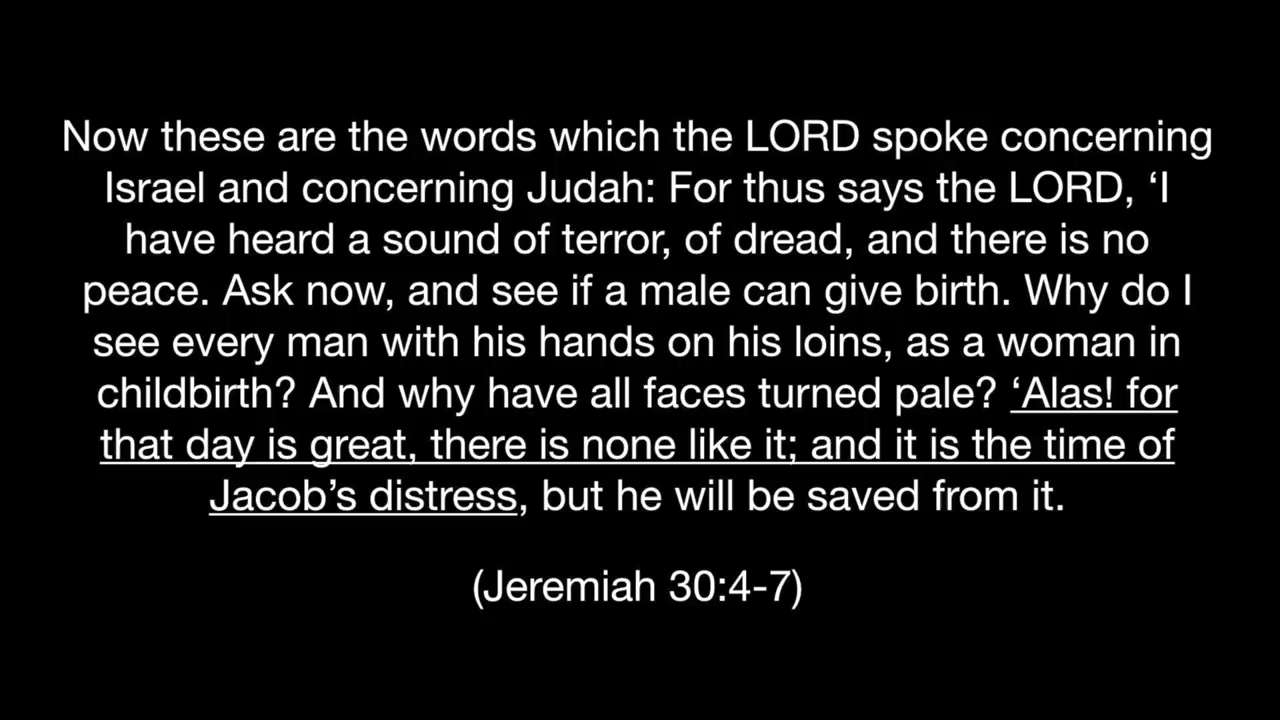 Now these are the words which the LORD spoke concerning
Israel and concerning Judah: For thus says the LORD, ‘I
have heard a sound of terror, of dread, and there is no
peace. Ask now, and see if a male can give birth. Why do I
see every man with his hands on his loins, as a woman in
childbirth? And why have all faces turned pale? ‘Alas! for
that day is great, there is none like it; and it is the time of
Jacob’s distress, but he will be saved from it.
(Jeremiah 30:4-7)